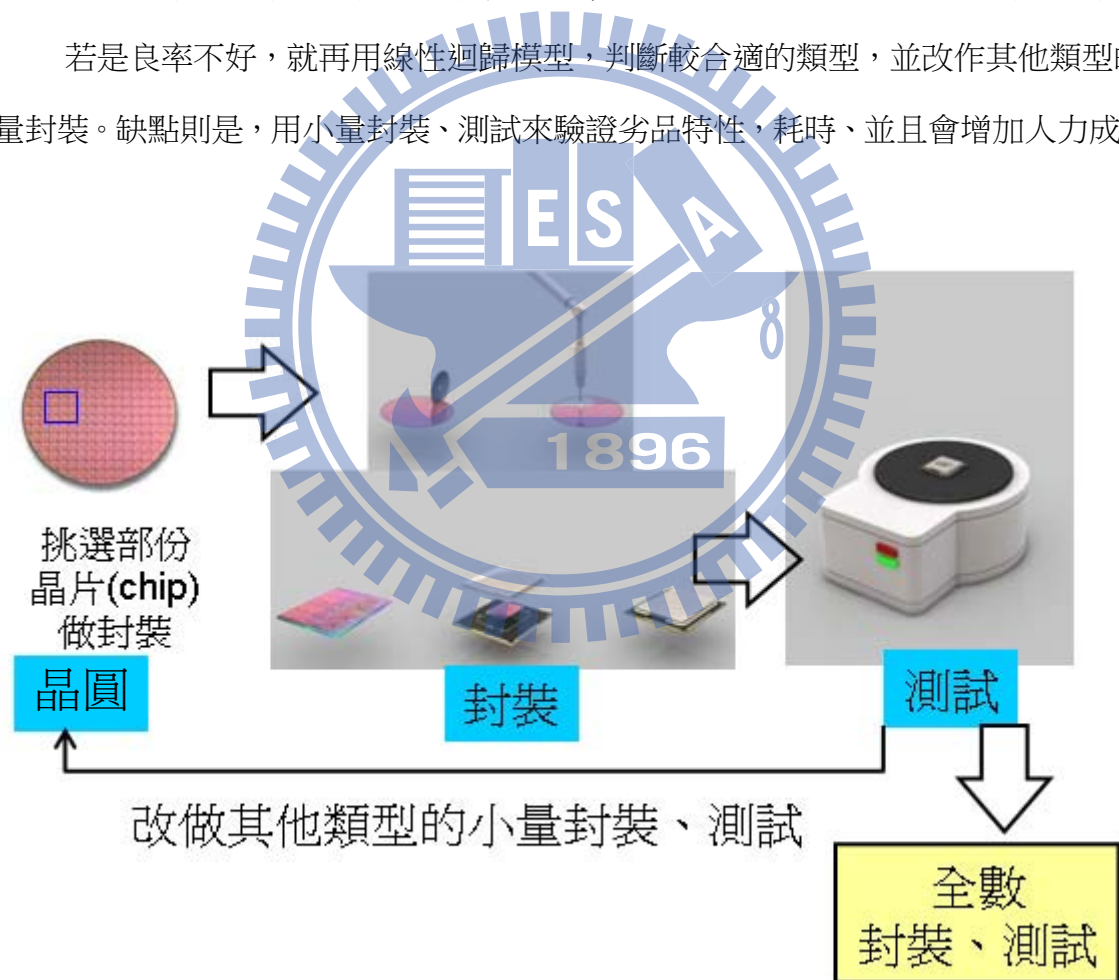 若是良率不好，就再用線性迴歸模型，判斷較合適的類型，並改作其他類型
量封裝。缺點則是，用小量封裝、測試來驗證劣品特性，耗時、並且會增加人力成
E S A
8
1896
挑選部份
晶片(chip)
做封裝
晶圓
封裝
測試
改做其他類型的小量封裝、測試
全數
封裝、測試